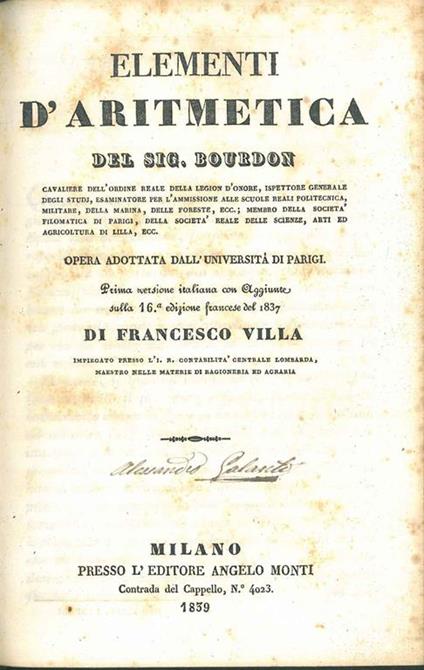 ELEMENTI
D'ARITMETICA
DEL SIG. BOURDON
CAVALIERE DELL'ORDINE REALE DELLA LEGION D'ONORE, ISPETTORE GENERALE
DEGLI STUDJ, ESAMINATORE PER L'AMMISSIONE ALLE SCUOLE REALI POLITECNICA,
MILITARE, DELLA MARINA, DELLE FORESTE, ECC.; MEMBRO DELLA SOCIETA'
FILOMATICA DI PARIGI, DELLA SOCIETA' REALE DELLE SCIENZE, ARTI ED
AGRICOLTURA DI LILLA, ECC.
OPERA ADOTTATA DALL'UNIVERSITÀ DI PARIGI.
Prima versione italiana con Aggiunte
sulla 16.ª edizione francese del 1837
DI FRANCESCO VILLA
IMPIEGATO PRESSO L'I. R. CONTABILITA' CENTRALE LOMBARDA,
MAESTRO NELLE MATERIE DI RAGIONERIA ED AGRARIA
Alessandro Galanti
MILANO
PRESSO L'EDITORE ANGELO MONTI
Contrada del Cappello, N.º 4023.
1839